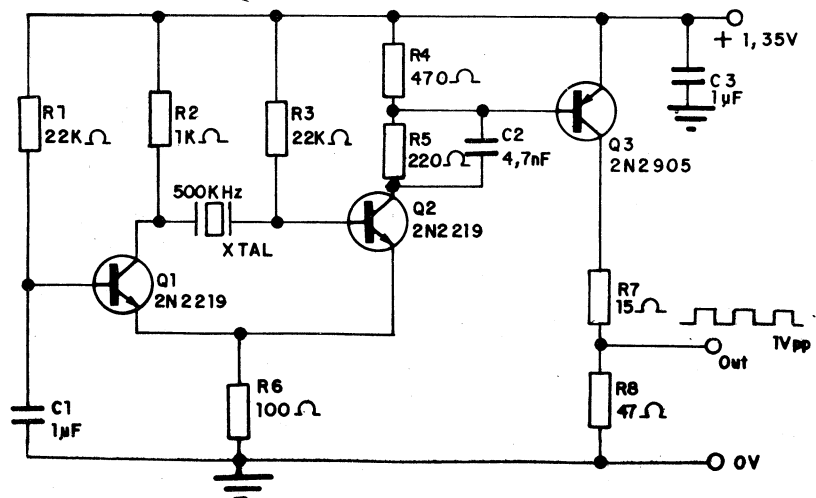 + 1,35V
R1
22KΩ
R2
1KΩ
R3
22KΩ
R4
470Ω
R5
220Ω
C2
4,7nF
C3
1µF
Q3
2N2905
500KHz
XTAL
Q2
2N2219
Q1
2N2219
R7
15Ω
1Vpp
Out
R6
100Ω
R8
47Ω
C1
1µF
0V